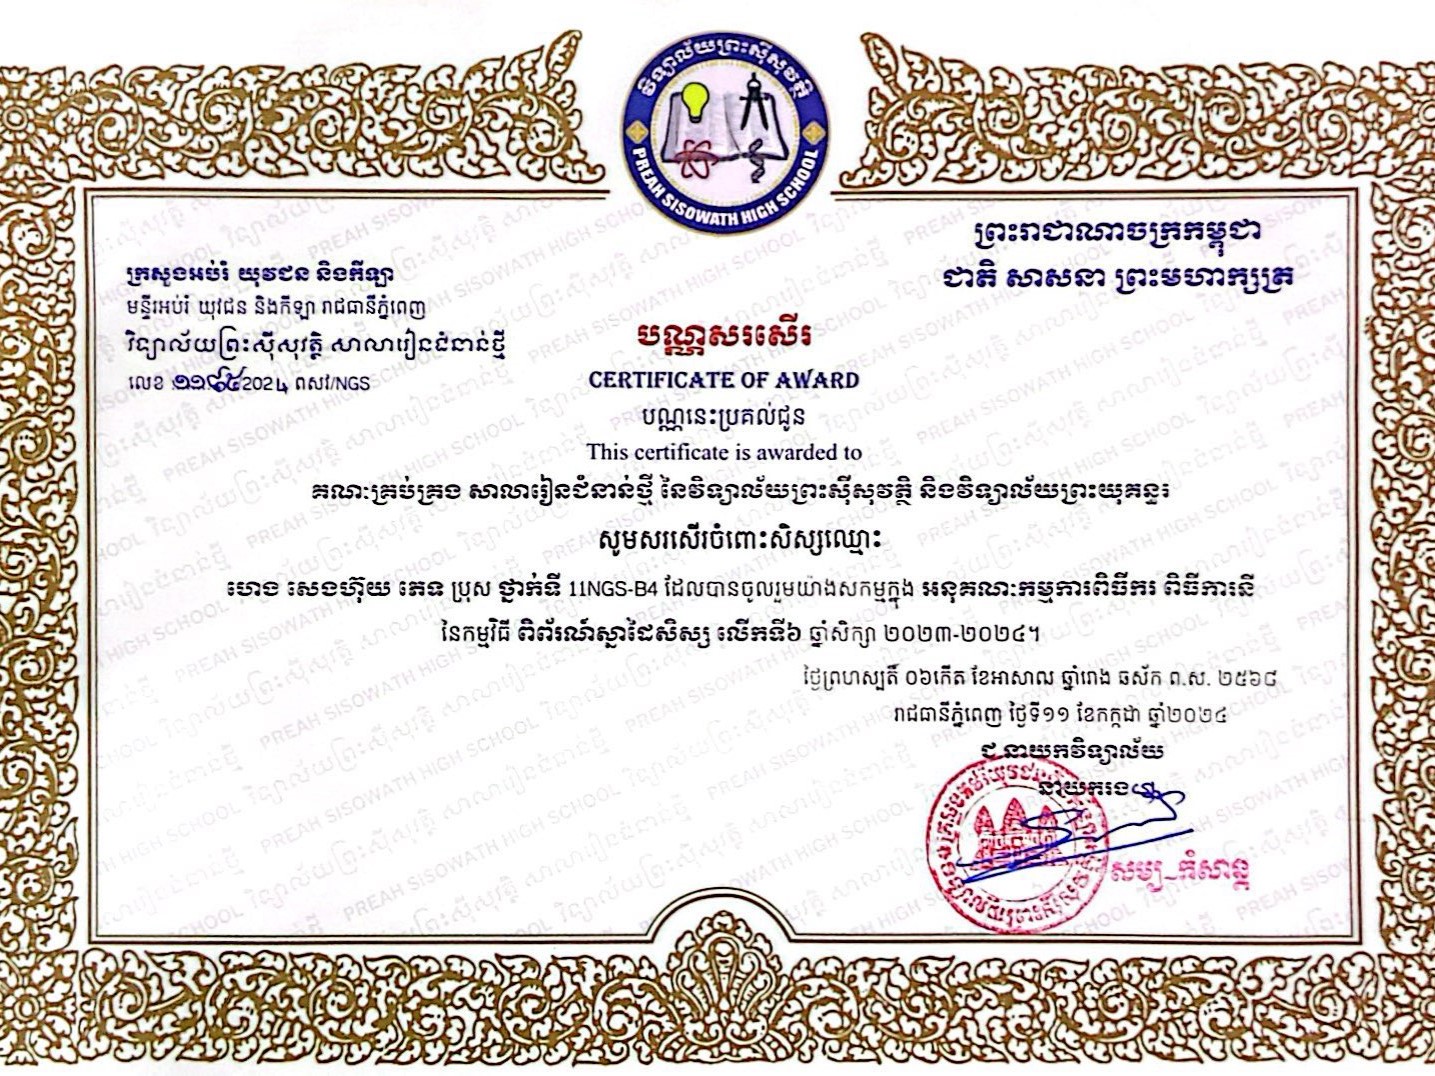 វិទ្យាល័យព្រះស៊ីសុវត្ថិ
PREAH SISOWATH HIGH SCHOOL
ព្រះរាជាណាចក្រកម្ពុជា
ជាតិ សាសនា ព្រះមហាក្សត្រ
ក្រសួងអប់រំ យុវជន និងកីឡា
មន្ទីរអប់រំ យុវជន និងកីឡា រាជធានីភ្នំពេញ
វិទ្យាល័យព្រះស៊ីសុវត្ថិ សាលារៀនជំនាន់ថ្មី
លេខ ១១៩៥ 2024 ពសវ/NGS
បណ្ណសរសើរ
CERTIFICATE OF AWARD
បណ្ណនេះប្រគល់ជូន
This certificate is awarded to
គណៈគ្រប់គ្រង សាលារៀនជំនាន់ថ្មី នៃវិទ្យាល័យព្រះស៊ីសុវត្ថិ និងវិទ្យាល័យព្រះយុគន្ធរ
សូមសរសើរចំពោះសិស្សឈ្មោះ
ហេង សេងហ៊ុយ ភេទ ប្រុស ថ្នាក់ទី 11NGS-B4 ដែលបានចូលរួមយ៉ាងសកម្មក្នុង អនុគណៈកម្មការពិធីករ ពិធីការនី
នៃកម្មវិធី ពិព័រណ៍ស្នាដៃសិស្ស លើកទី៦ ឆ្នាំសិក្សា ២០២៣-២០២៤។
ថ្ងៃព្រហស្បតិ៍ ០៦កើត ខែអាសាឍ ឆ្នាំរោង ឆស័ក ព.ស. ២៥៦៨
រាជធានីភ្នំពេញ ថ្ងៃទី១១ ខែកក្កដា ឆ្នាំ២០២៤
ជ.នាយកវិទ្យាល័យ
នាយករង
សម្ប កំសាន្ត